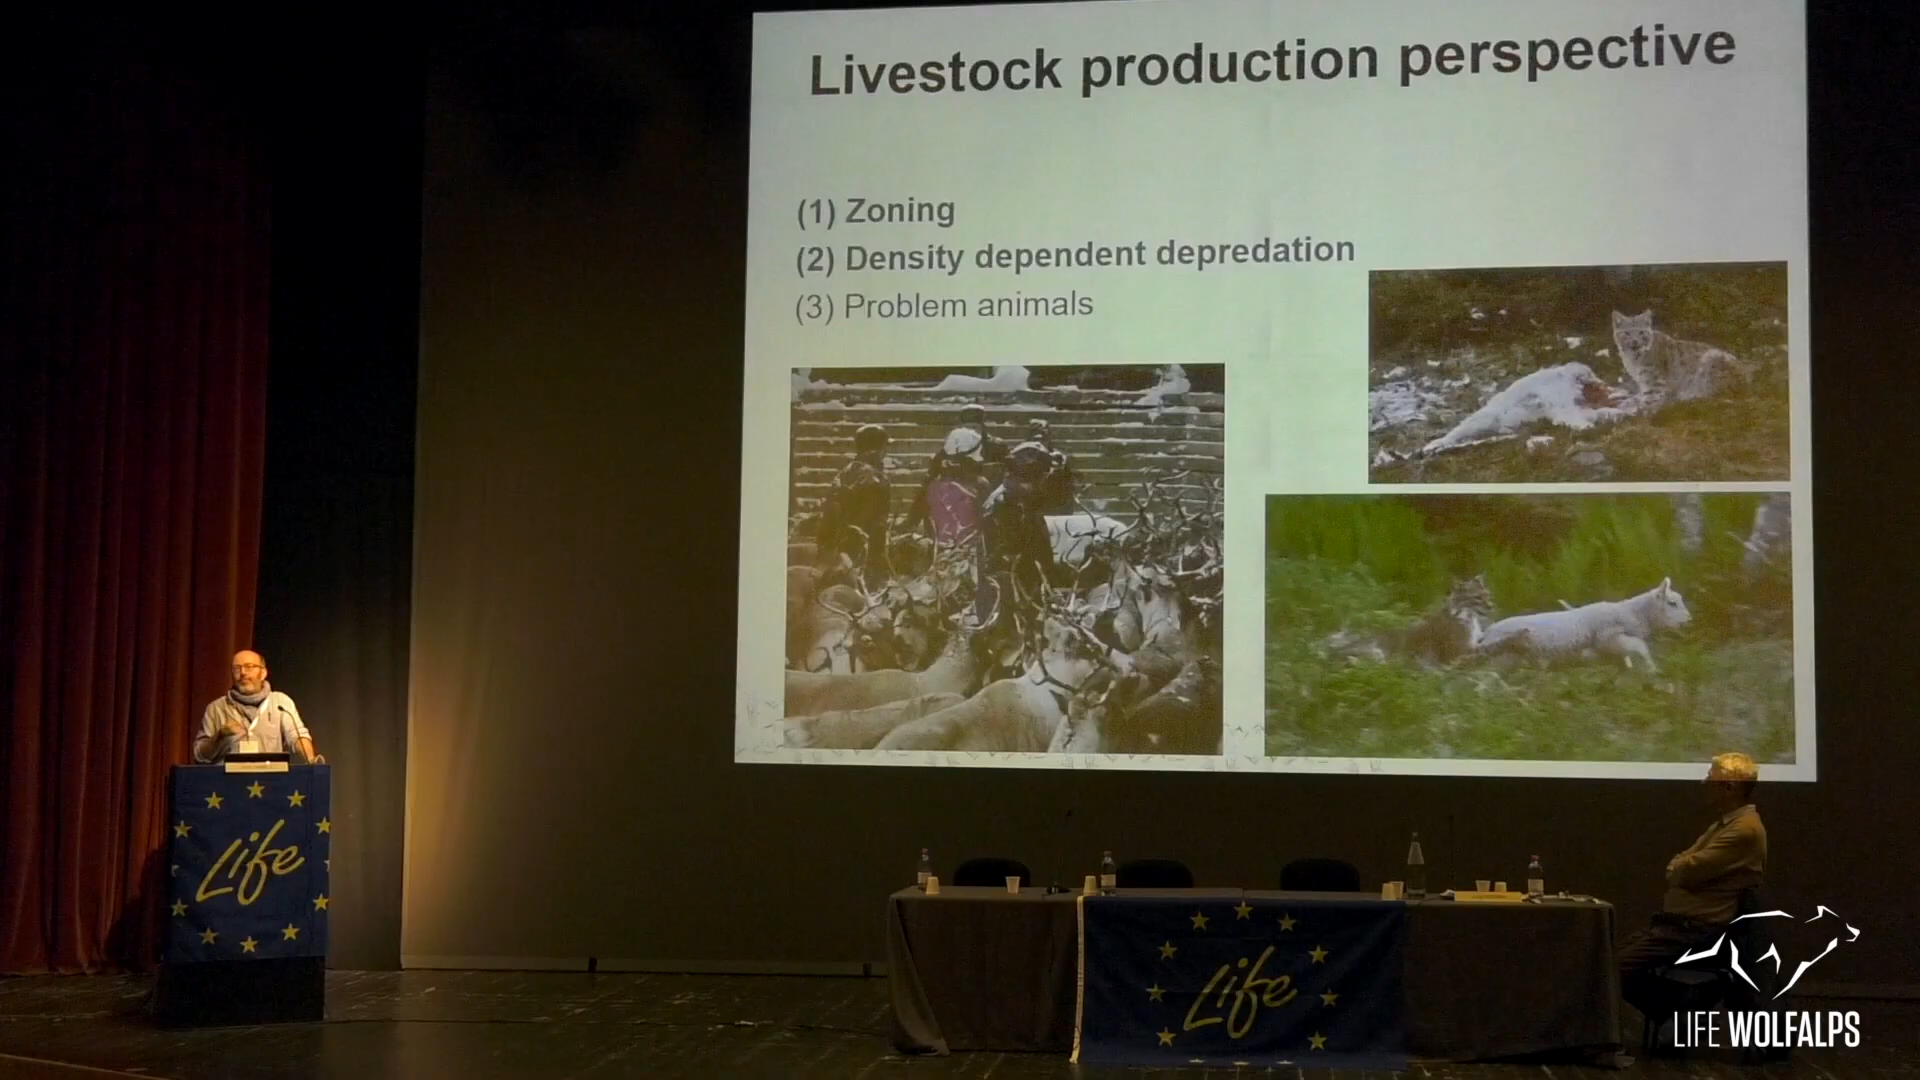 Livestock production perspective
(1) Zoning
(2) Density dependent depredation
(3) Problem animals
Life
Life
LIFE WOLFALPS